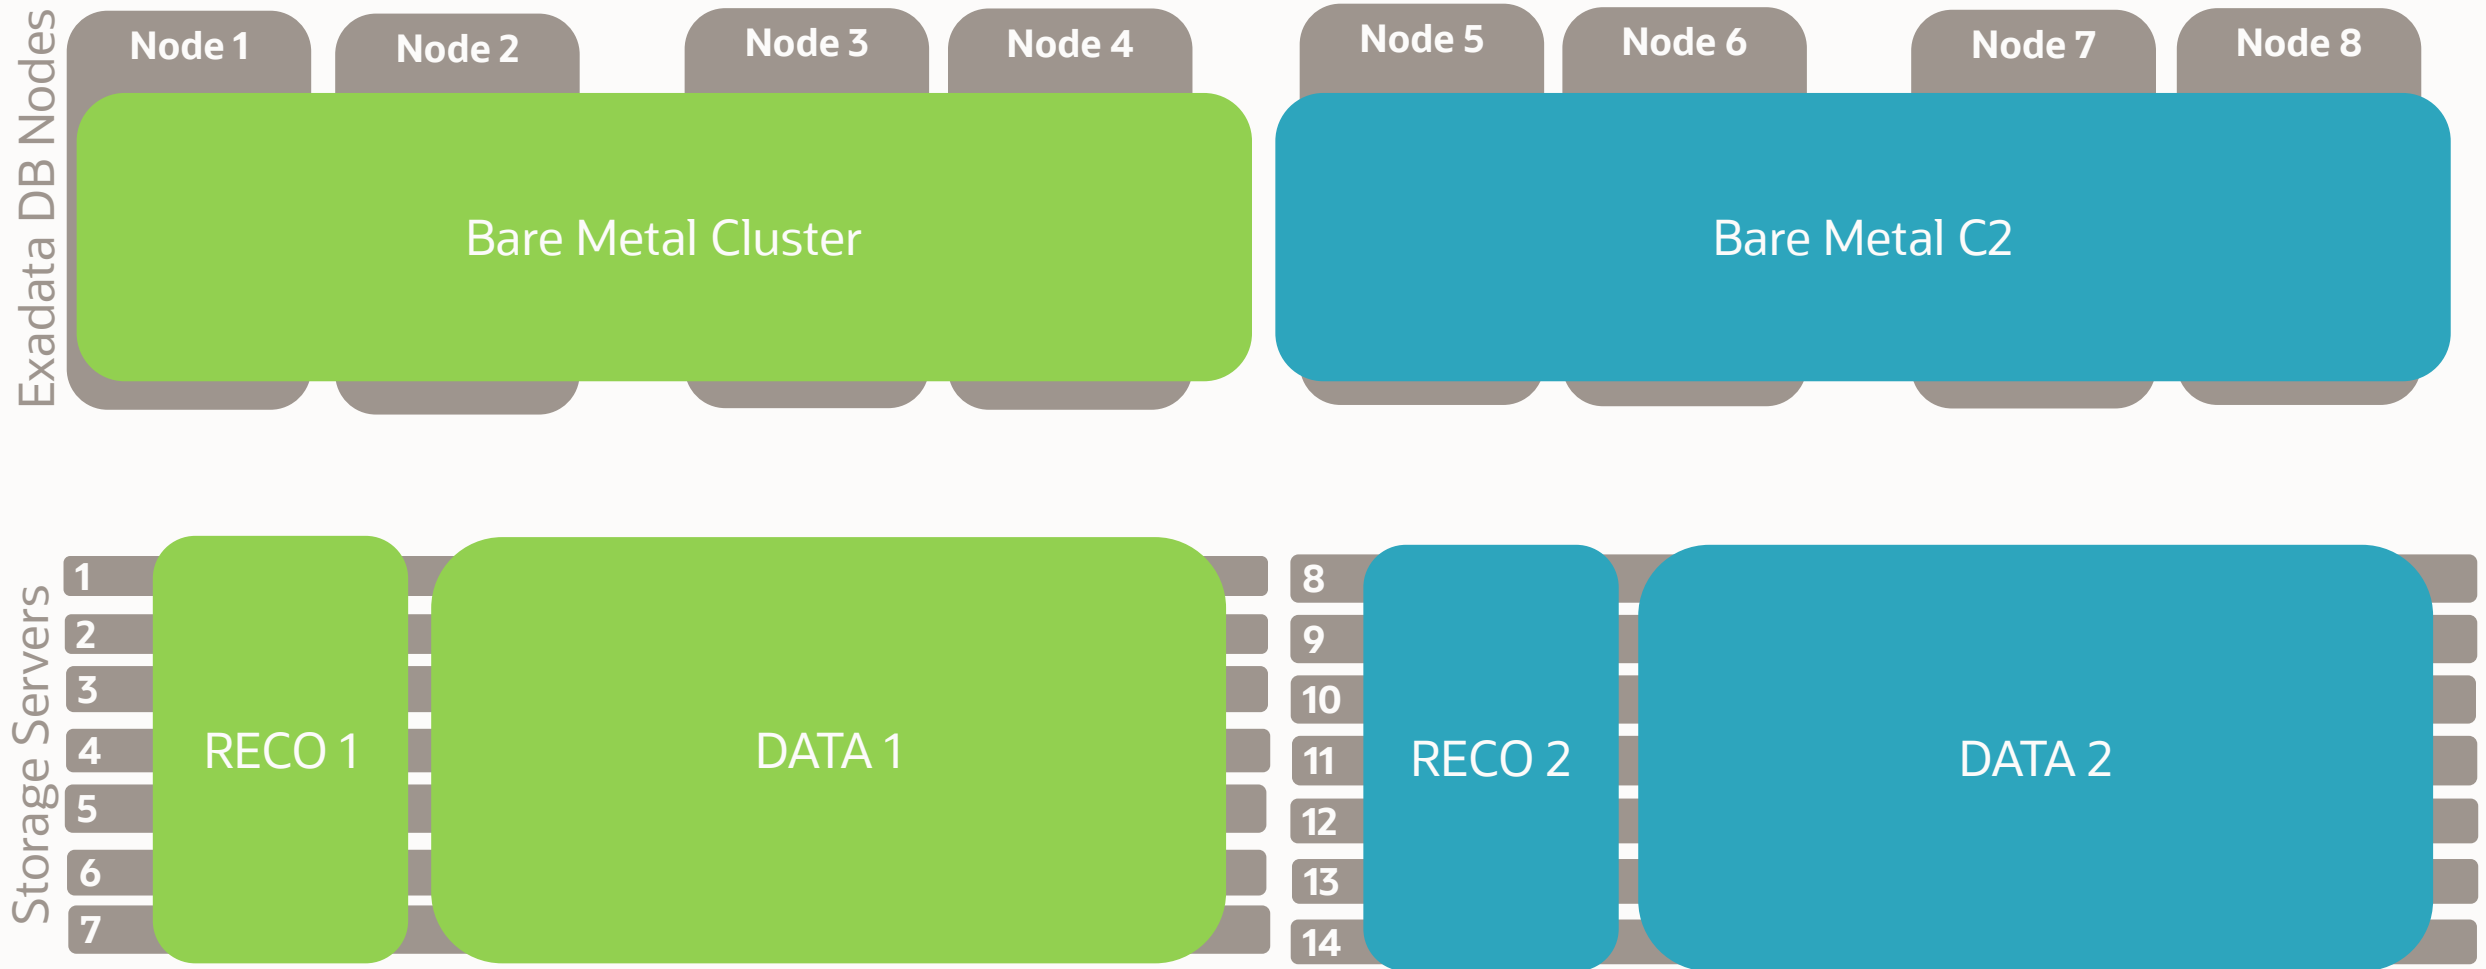 Exadata DB Nodes
Node 1
Node 2
Node 3
Node 4
Node 5
Node 6
Node 7
Node 8
Bare Metal Cluster
Bare Metal C2
Storage Servers
1
2
3
4
5
6
7
RECO 1
DATA 1
8
9
10
11
12
13
14
RECO 2
DATA 2